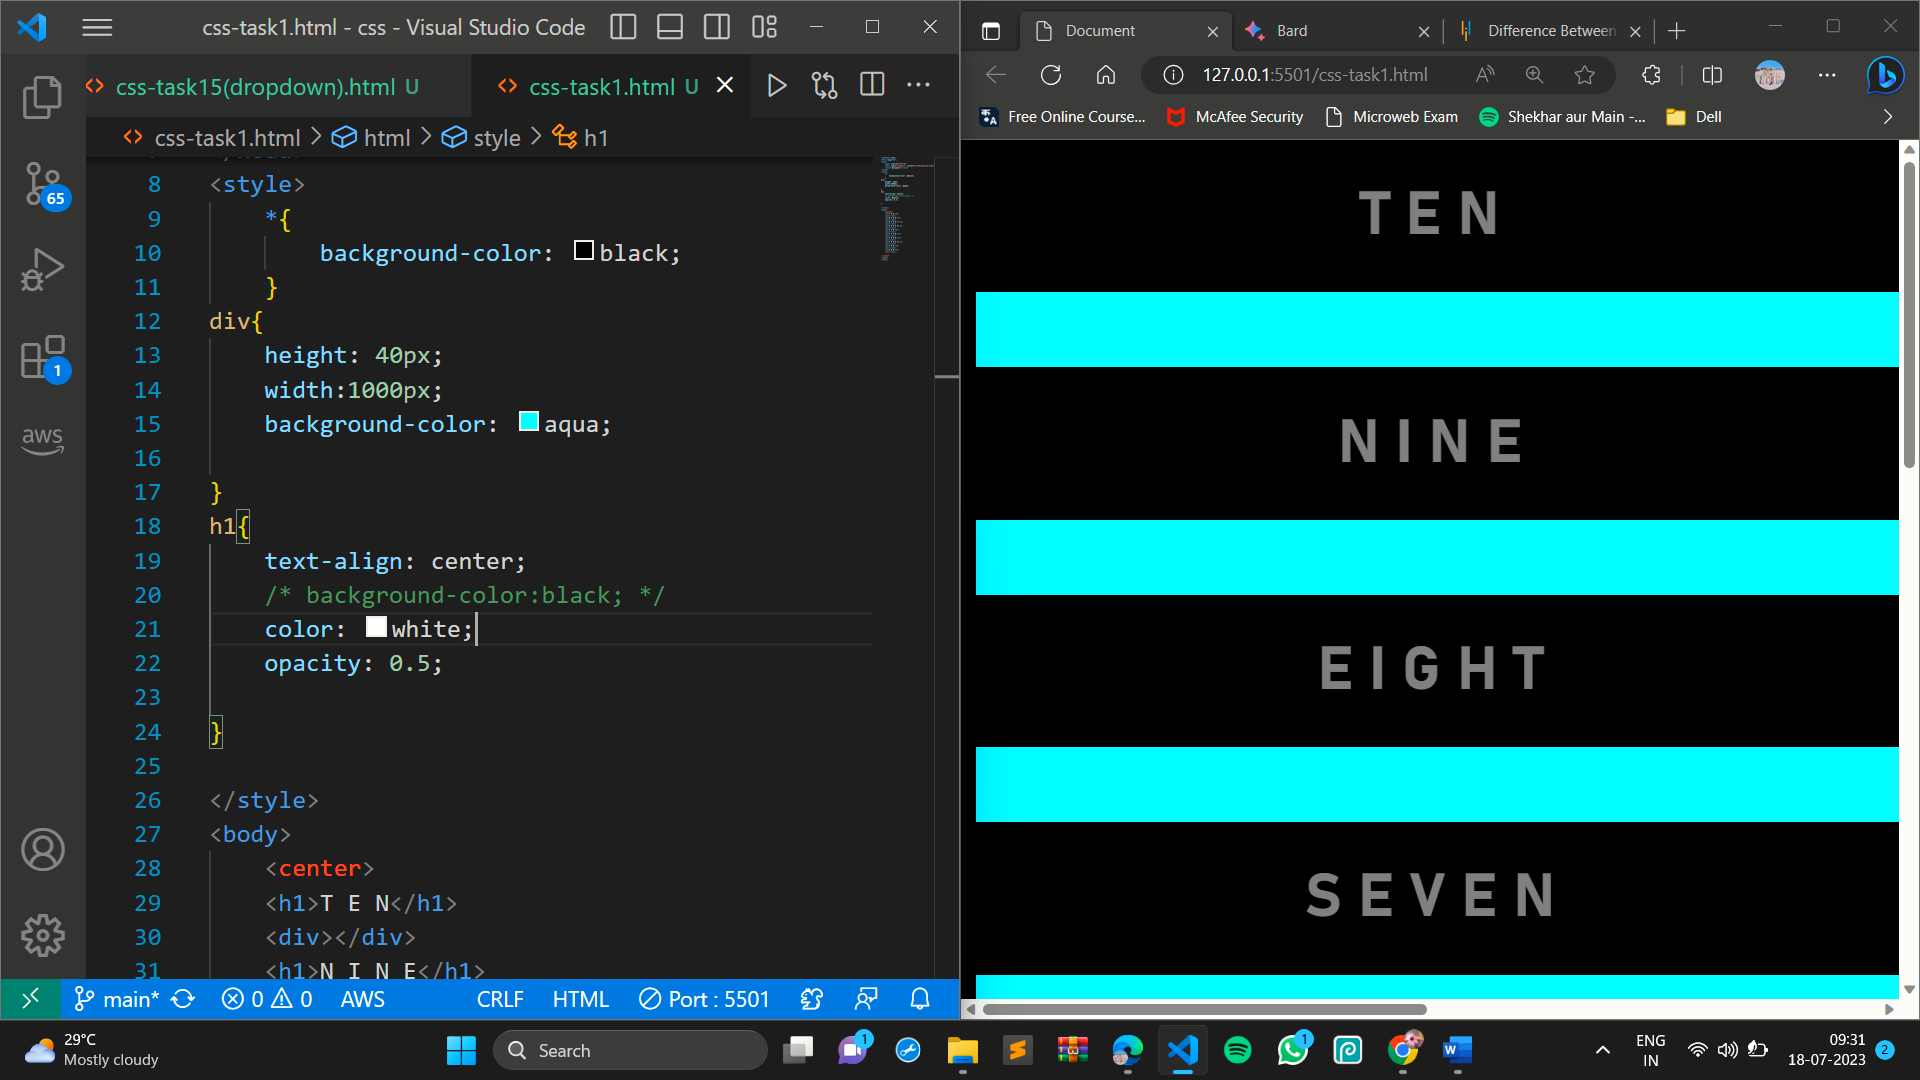 css-task1.html - css - Visual Studio Code
css-task15(dropdown).html U
css-task1.html U
css-task1.html > html > style > h1
8 <style>
9 *{
10 background-color: black;
11 }
12 div{
13 height: 40px;
14 width:1000px;
15 background-color: aqua;
16
17 }
18 h1{
19 text-align: center;
20 /* background-color:black; */
21 color: white;
22 opacity: 0.5;
23
24 }
25
26 </style>
27 <body>
28 <center>
29 <h1>T E N</h1>
30 <div></div>
31 <h1>N I N E</h1>
65
1
aws
main* 0 0 AWS CRLF HTML Port : 5501
Document
Bard
Difference Between
127.0.0.1:5501/css-task1.html
Free Online Course...
McAfee Security
Microweb Exam
Shekhar aur Main -...
Dell
T E N
N I N E
E I G H T
S E V E N
29°C
Mostly cloudy
Search
1
1
ENG
IN
09:31
18-07-2023
2